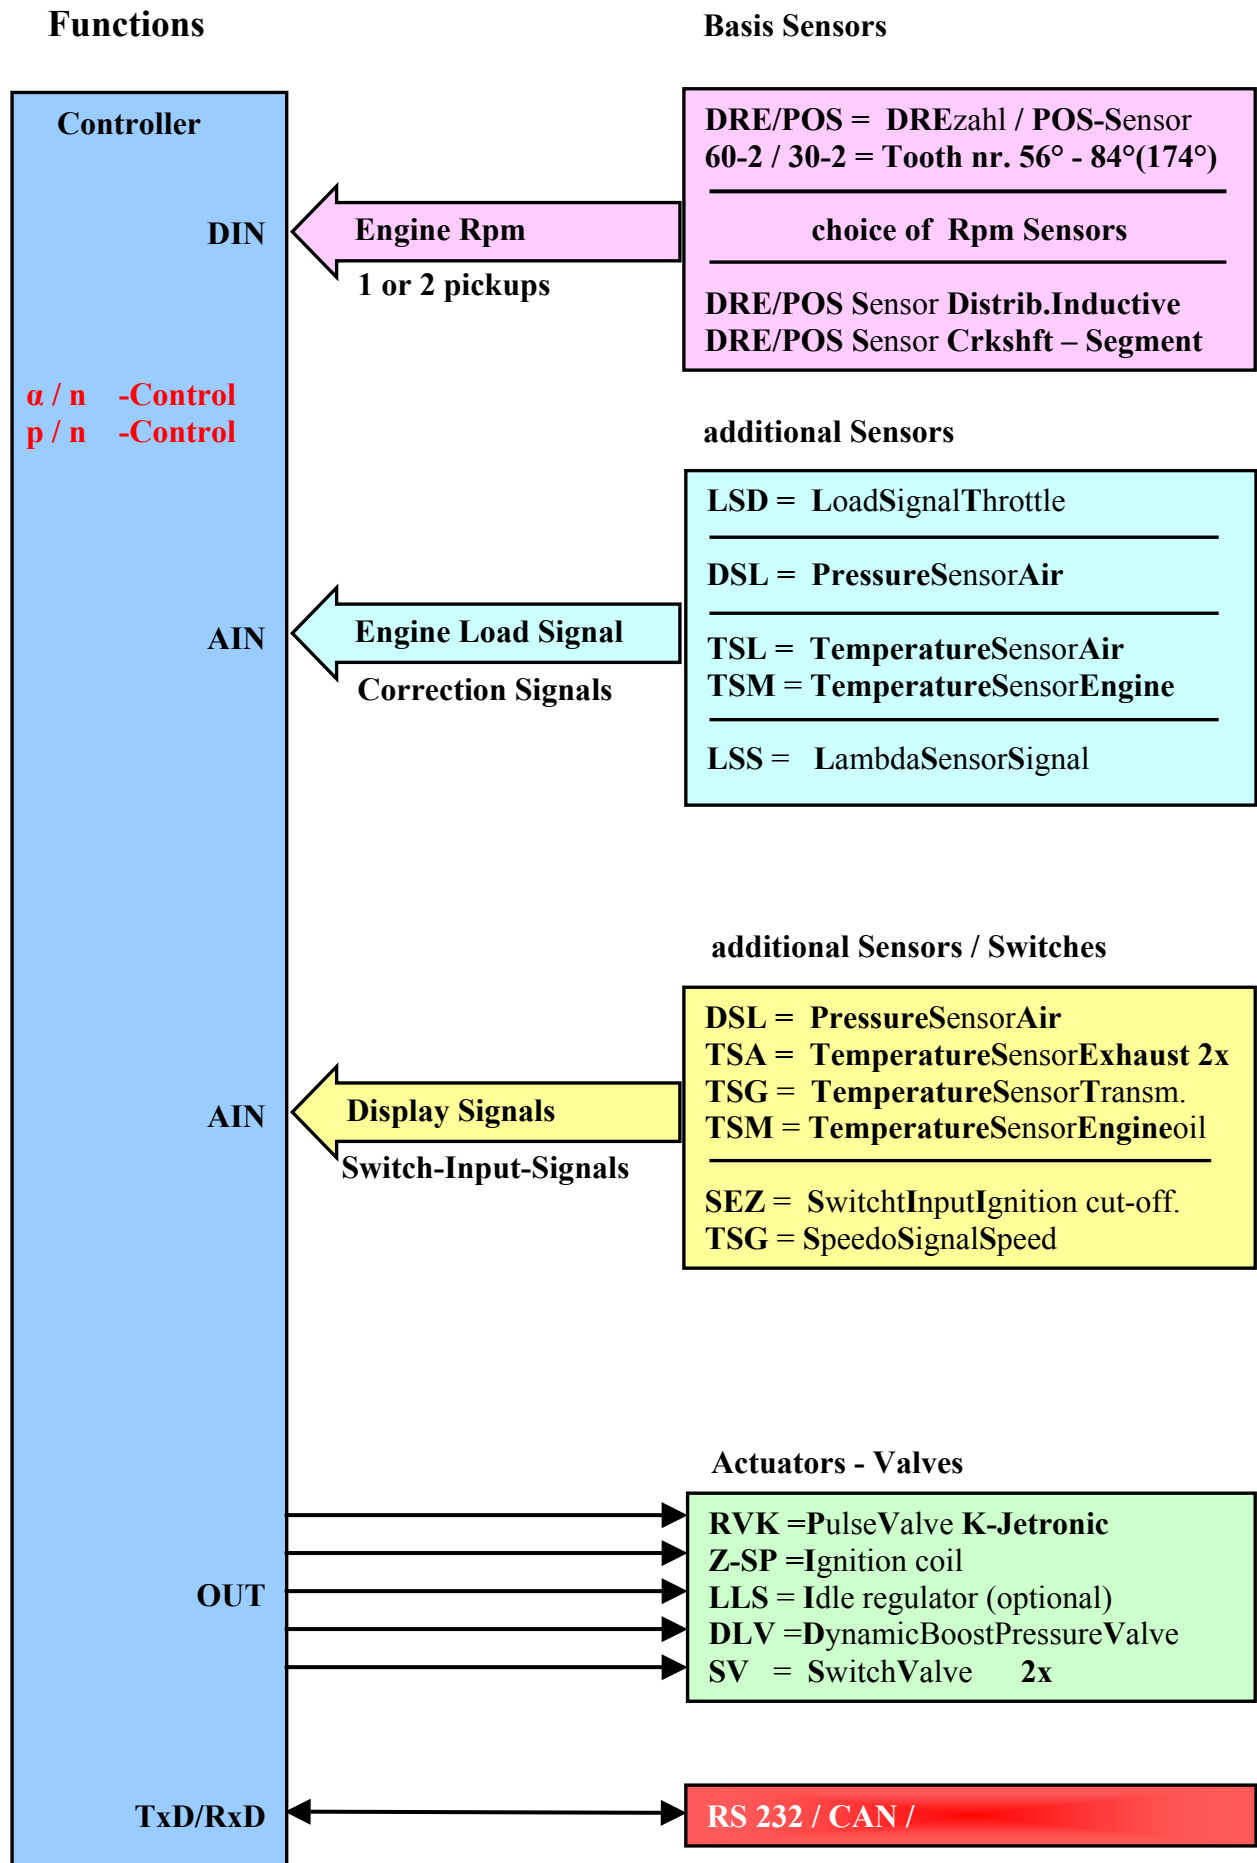 Functions
Basis Sensors
Controller
DRE/POS = DREzahl / POS-Sensor
60-2 / 30-2 = Tooth nr. 56° - 84°(174°)
DIN
Engine Rpm
choice of Rpm Sensors
1 or 2 pickups
DRE/POS Sensor Distrib.Inductive
DRE/POS Sensor Crkshft – Segment
α / n -Control
p / n -Control
additional Sensors
LSD = LoadSignalThrottle
DSL = PressureSensorAir
AIN
Engine Load Signal
TSL = TemperatureSensorAir
TSM = TemperatureSensorEngine
Correction Signals
LSS = LambdaSensorSignal
additional Sensors / Switches
DSL = PressureSensorAir
TSA = TemperatureSensorExhaust 2x
TSG = TemperatureSensorTransm.
TSM = TemperatureSensorEngineoil
AIN
Display Signals
Switch-Input-Signals
SEZ = SwitchtInputIgnition cut-off.
TSG = SpeedoSignalSpeed
Actuators - Valves
RVK =PulseValve K-Jetronic
Z-SP =Ignition coil
OUT
LLS = Idle regulator (optional)
DLV =DynamicBoostPressureValve
SV = SwitchValve 2x
TxD/RxD
RS 232 / CAN /